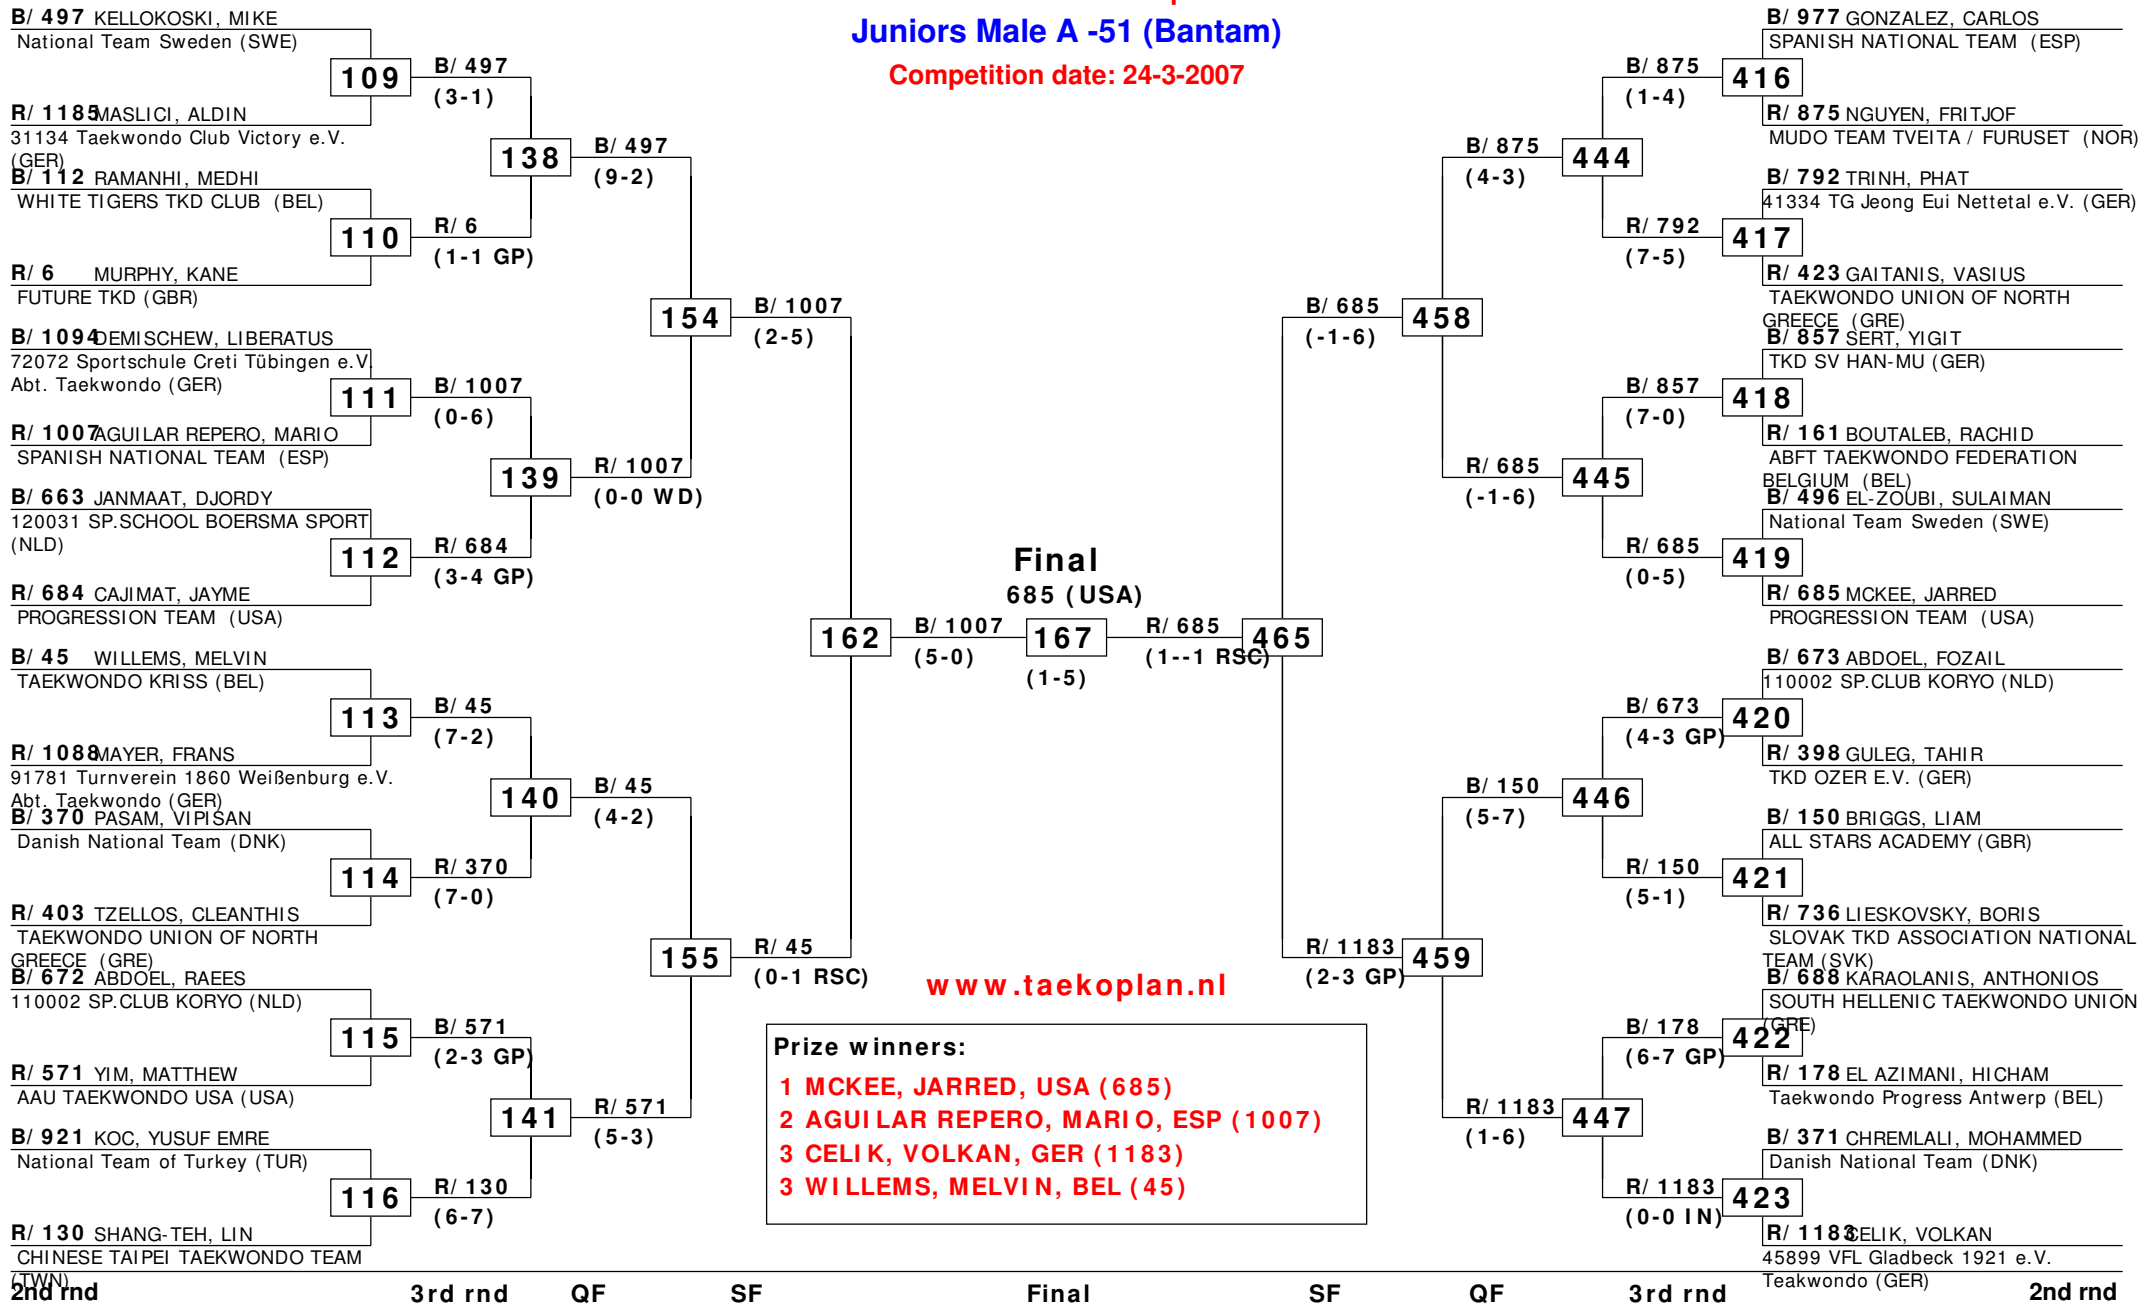 Juniors Male A -51 (Bantam)
Competition date: 24-3-2007
B/ 497 KELLOKOSKI, MIKE
National Team Sweden (SWE)
109
R/ 1185 MASLICI, ALDIN
31134 Taekwondo Club Victory e.V.
(GER)
B/ 112 RAMANHI, MEDHI
WHITE TIGERS TKD CLUB (BEL)
110
R/ 6 MURPHY, KANE
FUTURE TKD (GBR)
B/ 1094 DEMISCHEW, LIBERATUS
72072 Sportschule Creti Tübingen e.V.
Abt. Taekwondo (GER)
111
R/ 1007 AGUILAR REPERO, MARIO
SPANISH NATIONAL TEAM (ESP)
B/ 663 JANMAAT, DJORDY
120031 SP.SCHOOL BOERSMA SPORT
(NLD)
112
R/ 684 CAJIMAT, JAYME
PROGRESSION TEAM (USA)
B/ 45 WILLEMS, MELVIN
TAEKWONDO KRISS (BEL)
113
R/ 1088 MAYER, FRANS
91781 Turnverein 1860 Weißenburg e.V.
Abt. Taekwondo (GER)
B/ 370 PASAM, VIPISAN
Danish National Team (DNK)
114
R/ 403 TZELLOS, CLEANTHIS
TAEKWONDO UNION OF NORTH
GREECE (GRE)
B/ 672 ABDOEL, RAEES
110002 SP.CLUB KORYO (NLD)
115
R/ 571 YIM, MATTHEW
AAU TAEKWONDO USA (USA)
B/ 921 KOC, YUSUF EMRE
National Team of Turkey (TUR)
116
R/ 130 SHANG-TEH, LIN
CHINESE TAIPEI TAEKWONDO TEAM
(TWN)
B/ 497
(3-1)
138
R/ 6
(1-1 GP)
B/ 1007
(0-6)
139
R/ 684
(3-4 GP)
B/ 45
(7-2)
140
R/ 370
(7-0)
B/ 571
(2-3 GP)
141
R/ 130
(6-7)
B/ 497
(9-2)
154
R/ 1007
(0-0 WD)
B/ 45
(4-2)
155
R/ 571
(5-3)
B/ 1007
(2-5)
162
R/ 45
(0-1 RSC)
B/ 1007
(5-0)
Final
685 (USA)
167
(1-5)
R/ 685
(1--1 RSC)
465
B/ 685
(-1-6)
R/ 1183
(2-3 GP)
458
459
B/ 875
(4-3)
R/ 685
(-1-6)
B/ 150
(5-7)
R/ 1183
(1-6)
444
445
446
447
B/ 875
(1-4)
R/ 792
(7-5)
B/ 857
(7-0)
R/ 685
(0-5)
B/ 673
(4-3 GP)
R/ 150
(5-1)
B/ 178
(6-7 GP)
R/ 1183
(0-0 IN)
B/ 977 GONZALEZ, CARLOS
SPANISH NATIONAL TEAM (ESP)
416
R/ 875 NGUYEN, FRITJOF
MUDO TEAM TVEITA / FURUSET (NOR)
B/ 792 TRINH, PHAT
41334 TG Jeong Eui Nettetal e.V. (GER)
417
R/ 423 GAITANIS, VASIUS
TAEKWONDO UNION OF NORTH
GREECE (GRE)
B/ 857 SERT, YIGIT
TKD SV HAN-MU (GER)
418
R/ 161 BOUTALEB, RACHID
ABFT TAEKWONDO FEDERATION
BELGIUM (BEL)
B/ 496 EL-ZOUBI, SULAIMAN
National Team Sweden (SWE)
419
R/ 685 MCKEE, JARRED
PROGRESSION TEAM (USA)
B/ 673 ABDOEL, FOZAIL
110002 SP.CLUB KORYO (NLD)
420
R/ 398 GULEG, TAHIR
TKD OZER E.V. (GER)
B/ 150 BRIGGS, LIAM
ALL STARS ACADEMY (GBR)
421
R/ 736 LIESKOVSKY, BORIS
SLOVAK TKD ASSOCIATION NATIONAL
TEAM (SVK)
B/ 688 KARAOLANIS, ANTHONIOS
SOUTH HELLENIC TAEKWONDO UNION
(GRE)
422
R/ 178 EL AZIMANI, HICHAM
Taekwondo Progress Antwerp (BEL)
B/ 371 CHREMLALI, MOHAMMED
Danish National Team (DNK)
423
R/ 1183 CELIK, VOLKAN
45899 VFL Gladbeck 1921 e.V.
Teakwondo (GER)
www.taekoplan.nl
Prize winners:
1 MCKEE, JARRED, USA (685)
2 AGUILAR REPERO, MARIO, ESP (1007)
3 CELIK, VOLKAN, GER (1183)
3 WILLEMS, MELVIN, BEL (45)
2nd rnd 3rd rnd QF SF Final SF QF 3rd rnd 2nd rnd